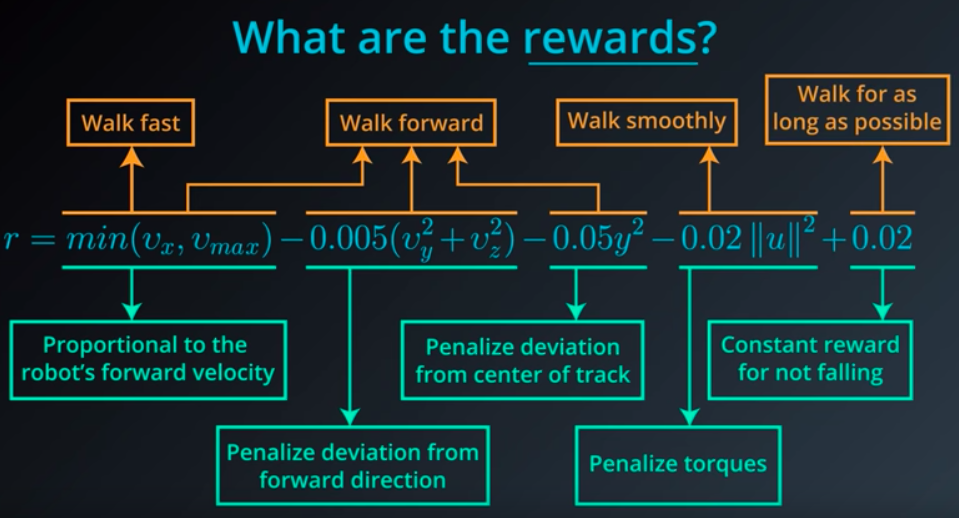 What are the rewards?
Walk fast
Walk forward
Walk smoothly
Walk for as
long as possible
r = min(v_x, v_{max}) − 0.005(v_y^2 + v_z^2) − 0.05y^2 − 0.02 ||u||^2 + 0.02
Proportional to the
robot's forward velocity
Penalize deviation
from center of track
Constant reward
for not falling
Penalize deviation from
forward direction
Penalize torques